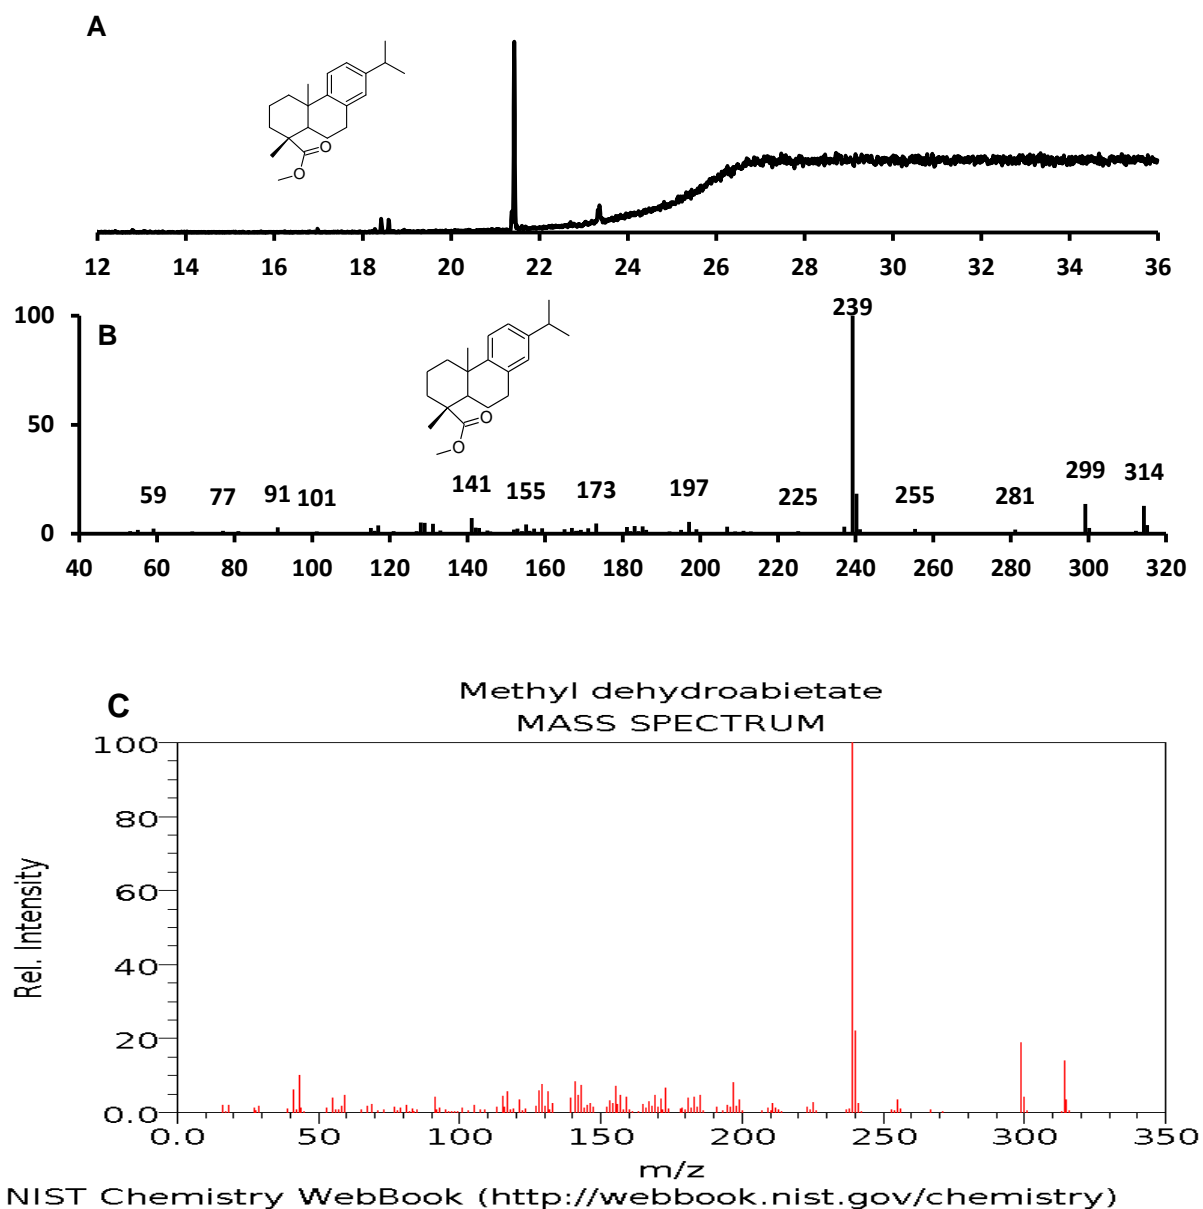 A
O
O
12 14 16 18 20 22 24 26 28 30 32 34 36
B
100
50
0
239
O
O
59 77 91 101 141 155 173 197 225 255 281 299 314
40 60 80 100 120 140 160 180 200 220 240 260 280 300 320
C
Methyl dehydroabietate
MASS SPECTRUM
100
80
60
40
20
0.0
Rel. Intensity
0.0 50 100 150 200 250 300 350
m/z
NIST Chemistry WebBook (http://webbook.nist.gov/chemistry)